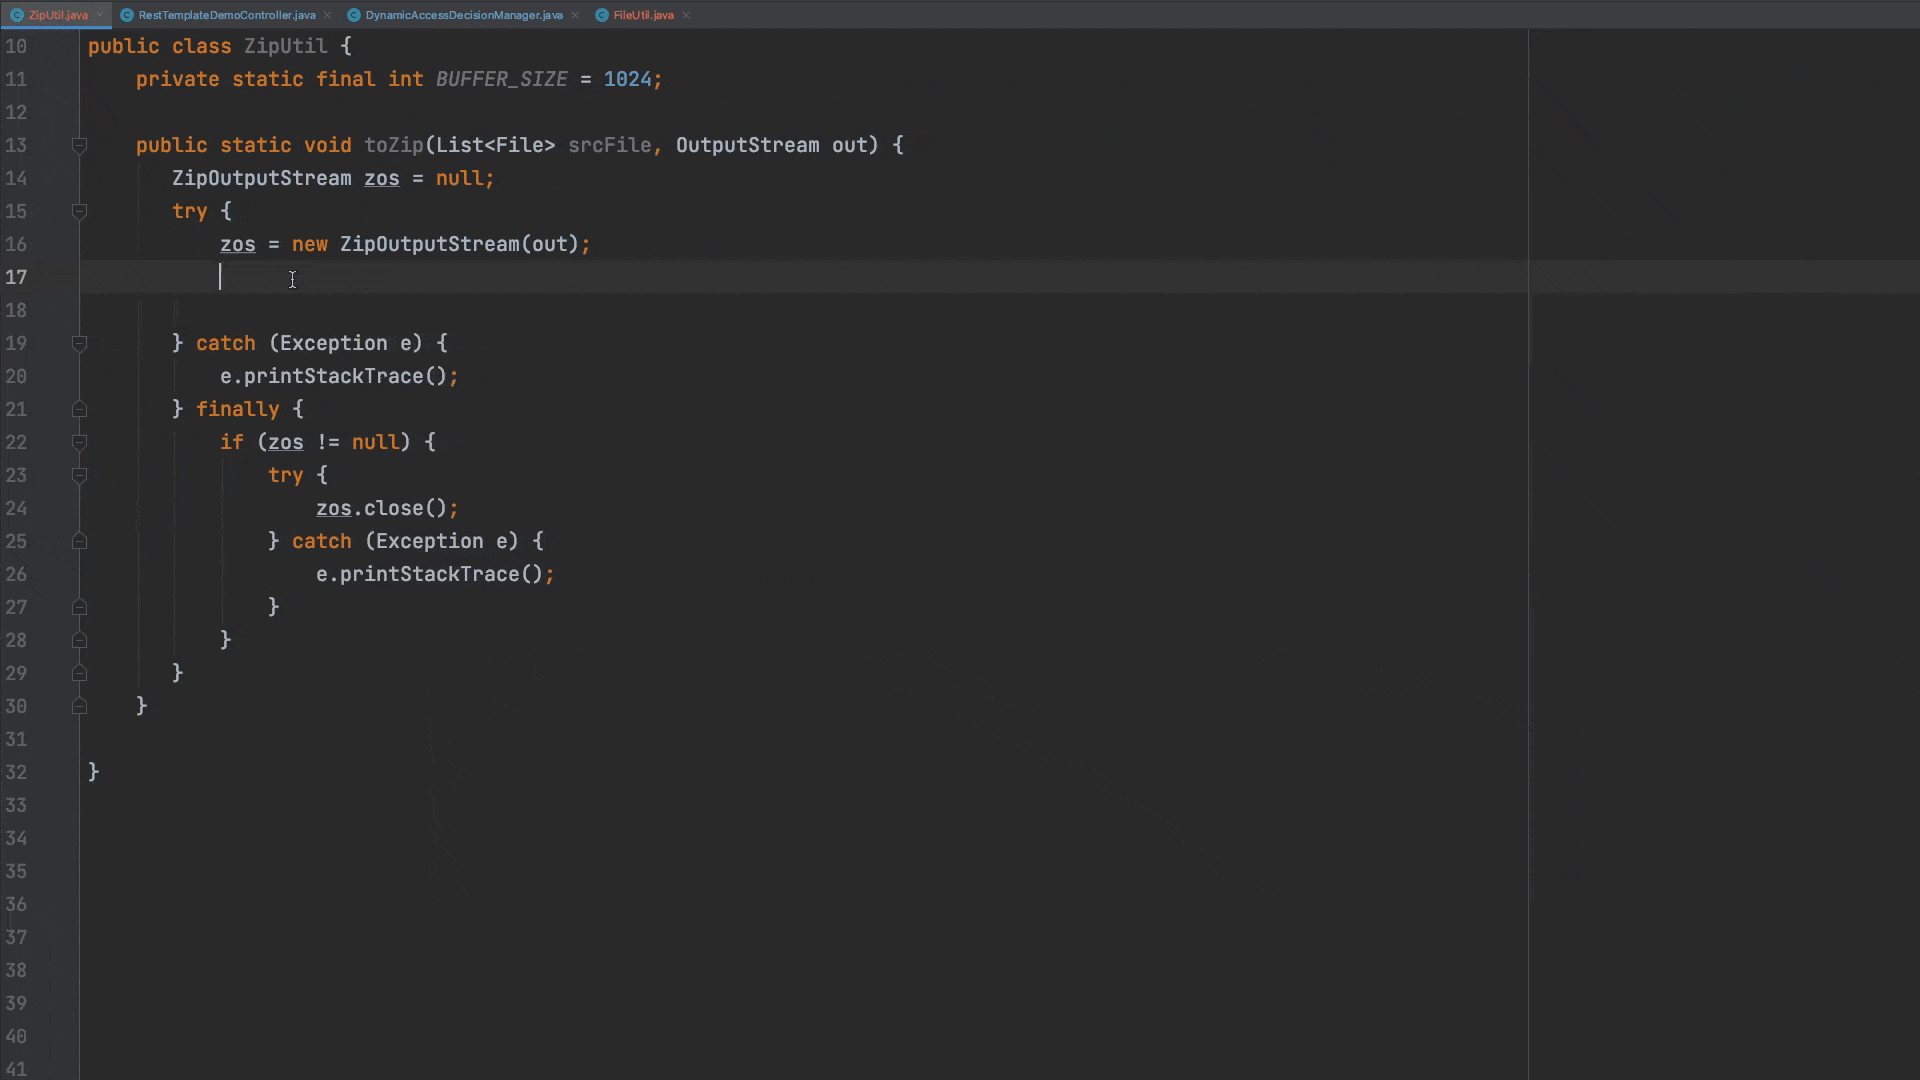 ZipUtil.java RestTemplateDemoController.java DynamicAccessDecisionManager.java FileUtil.java
10 public class ZipUtil {
11     private static final int BUFFER_SIZE = 1024;
12
13     public static void toZip(List<File> srcFile, OutputStream out) {
14        ZipOutputStream zos = null;
15        try {
16            zos = new ZipOutputStream(out);
17
18
19        } catch (Exception e) {
20            e.printStackTrace();
21        } finally {
22            if (zos != null) {
23                try {
24                    zos.close();
25                } catch (Exception e) {
26                    e.printStackTrace();
27                }
28            }
29        }
30     }
31
32 }
33
34
35
36
37
38
39
40
41